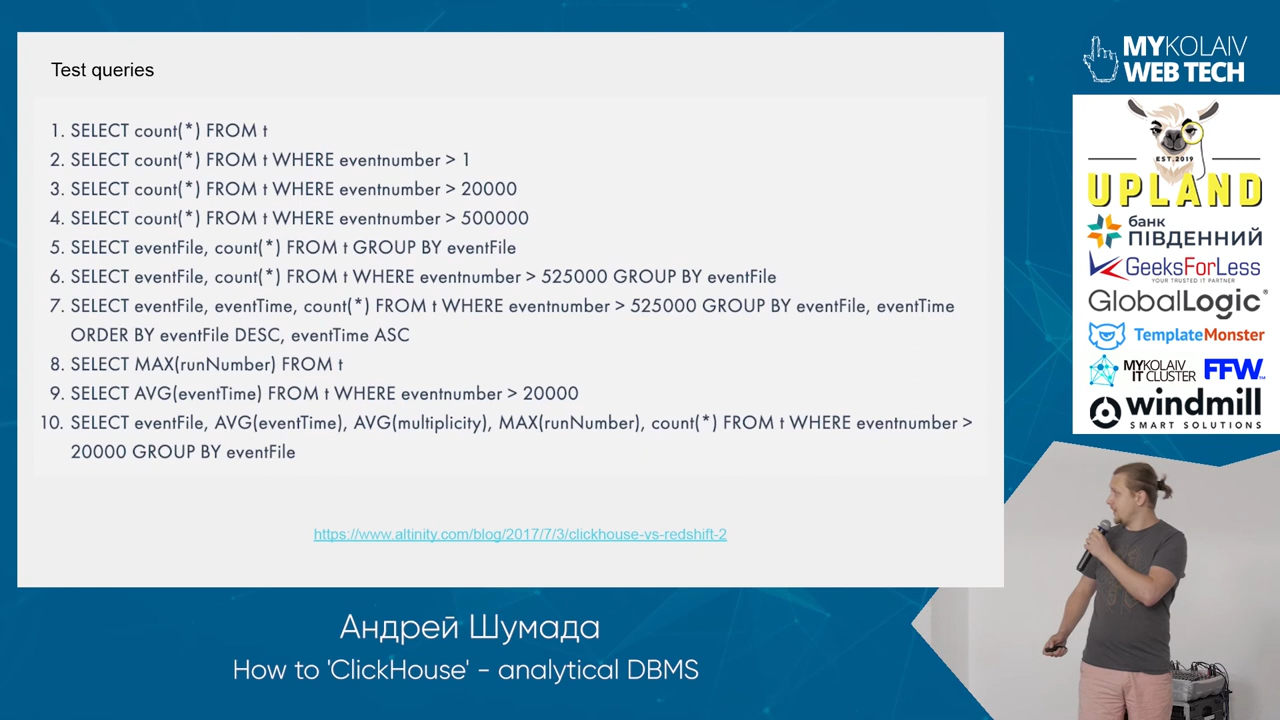 Test queries
1. SELECT count(*) FROM t
2. SELECT count(*) FROM t WHERE eventnumber > 1
3. SELECT count(*) FROM t WHERE eventnumber > 20000
4. SELECT count(*) FROM t WHERE eventnumber > 500000
5. SELECT eventFile, count(*) FROM t GROUP BY eventFile
6. SELECT eventFile, count(*) FROM t WHERE eventnumber > 525000 GROUP BY eventFile
7. SELECT eventFile, eventTime, count(*) FROM t WHERE eventnumber > 525000 GROUP BY eventFile, eventTime
ORDER BY eventFile DESC, eventTime ASC
8. SELECT MAX(runNumber) FROM t
9. SELECT AVG(eventTime) FROM t WHERE eventnumber > 20000
10. SELECT eventFile, AVG(eventTime), AVG(multiplicity), MAX(runNumber), count(*) FROM t WHERE eventnumber >
20000 GROUP BY eventFile
https://www.altinity.com/blog/2017/7/3/clickhouse-vs-redshift-2
Андрей Шумада
How to 'ClickHouse' - analytical DBMS
MYKOLAIV
WEB TECH
EST.2019
UPLAND
банк
ПІВДЕННИЙ
GeeksForLess
YOUR TRUSTED IT PARTNER
GlobalLogic®
TemplateMonster
MYKOLAIV
IT CLUSTER
FFW™
windmill
SMART SOLUTIONS